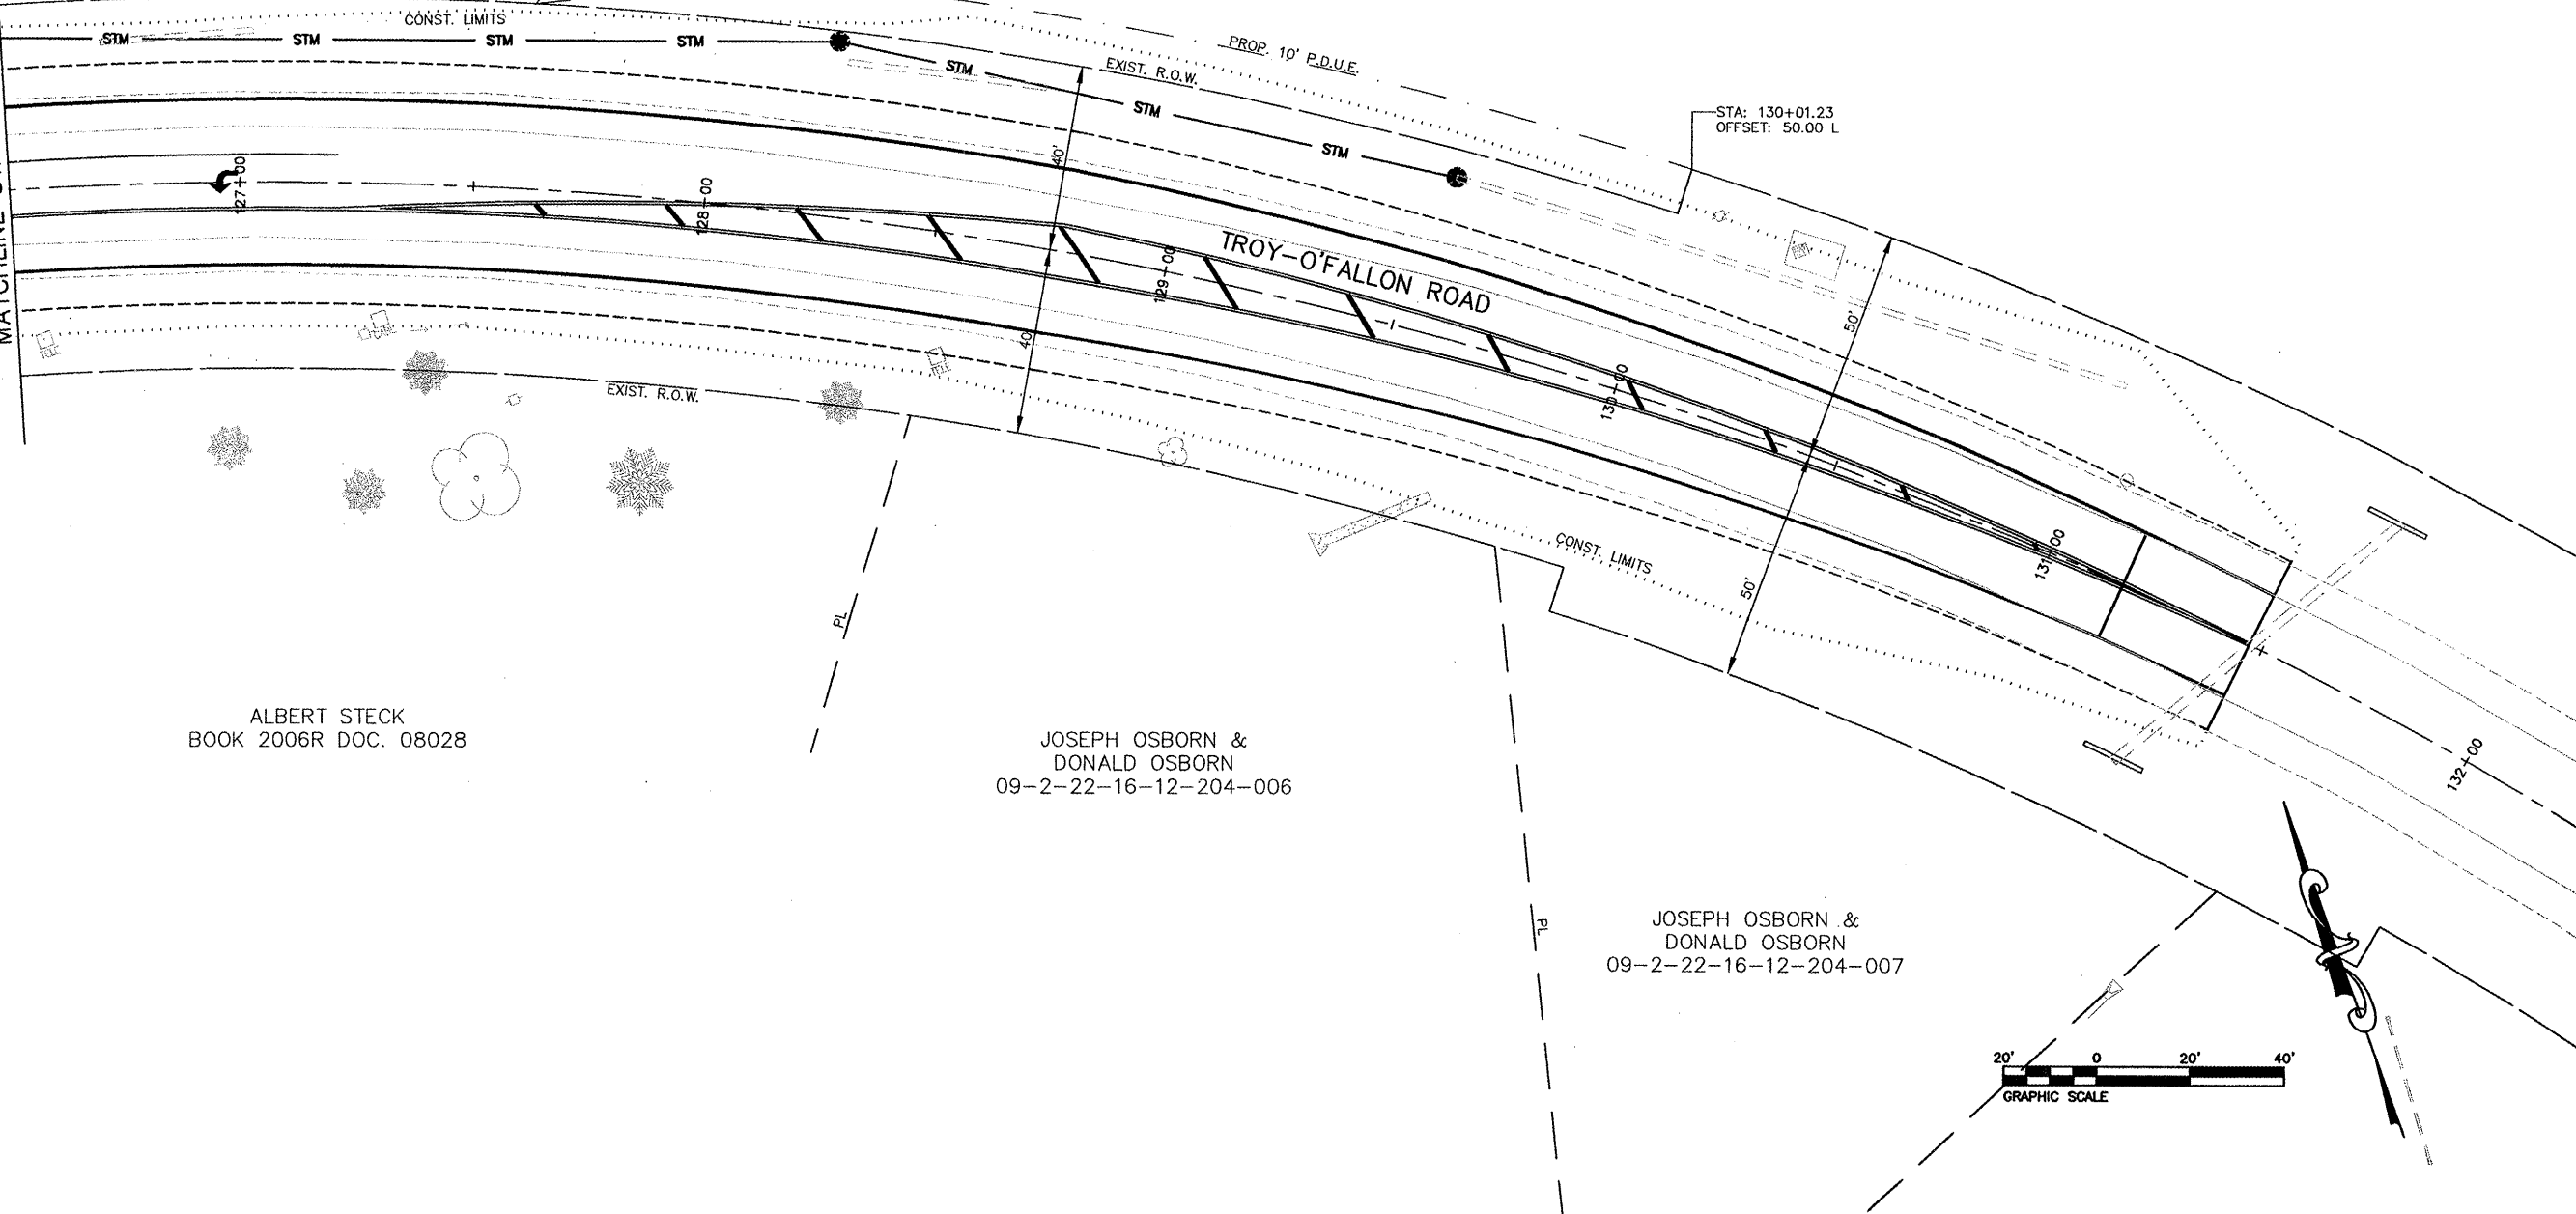 CONST. LIMITS
STM STM STM STM
STM
STM
STM
PROP. 10' P.D.U.E.
EXIST. R.O.W.
STA: 130+01.23
OFFSET: 50.00 L
127+00
128+00
129+00
130+00
131+00
132+00
40'
40'
50'
50'
TROY-O'FALLON ROAD
EXIST. R.O.W.
CONST. LIMITS
PL
PL
ALBERT STECK
BOOK 2006R DOC. 08028
JOSEPH OSBORN &
DONALD OSBORN
09-2-22-16-12-204-006
JOSEPH OSBORN &
DONALD OSBORN
09-2-22-16-12-204-007
20' 0 20' 40'
GRAPHIC SCALE